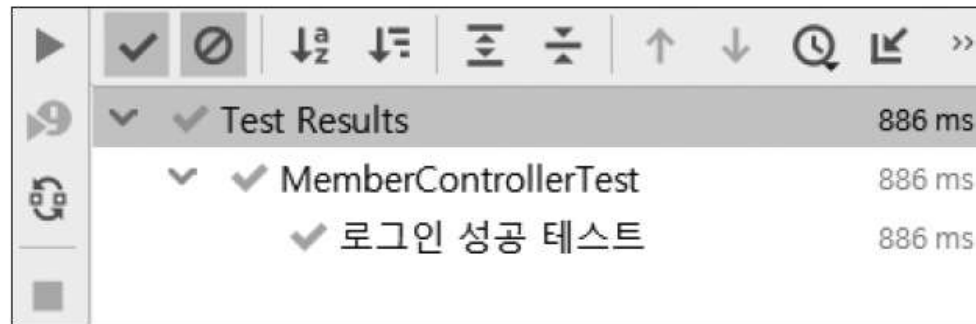 Test Results 886 ms
MemberControllerTest 886 ms
로그인 성공 테스트 886 ms